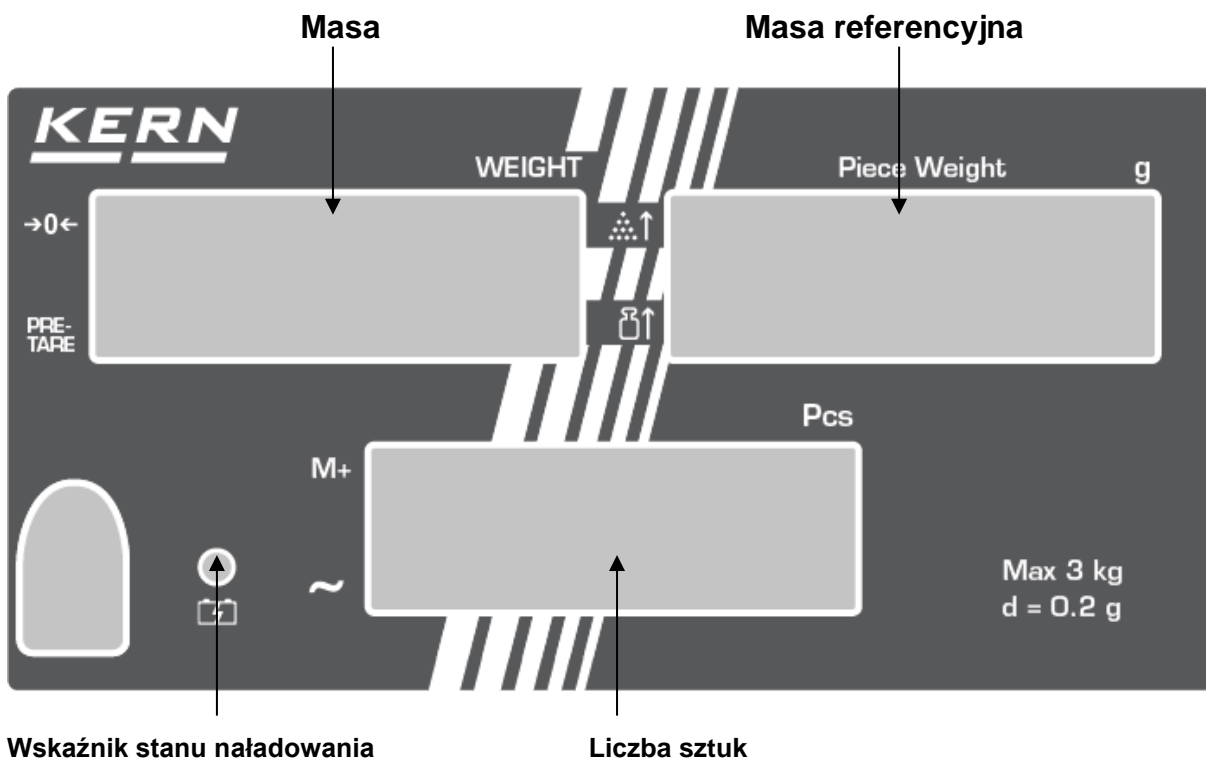 Masa Masa referencyjna
KERN
WEIGHT Piece Weight g
→0←
PRE-
TARE
Pcs
M+
~
Max 3 kg
d = 0.2 g
Wskaźnik stanu naładowania Liczba sztuk